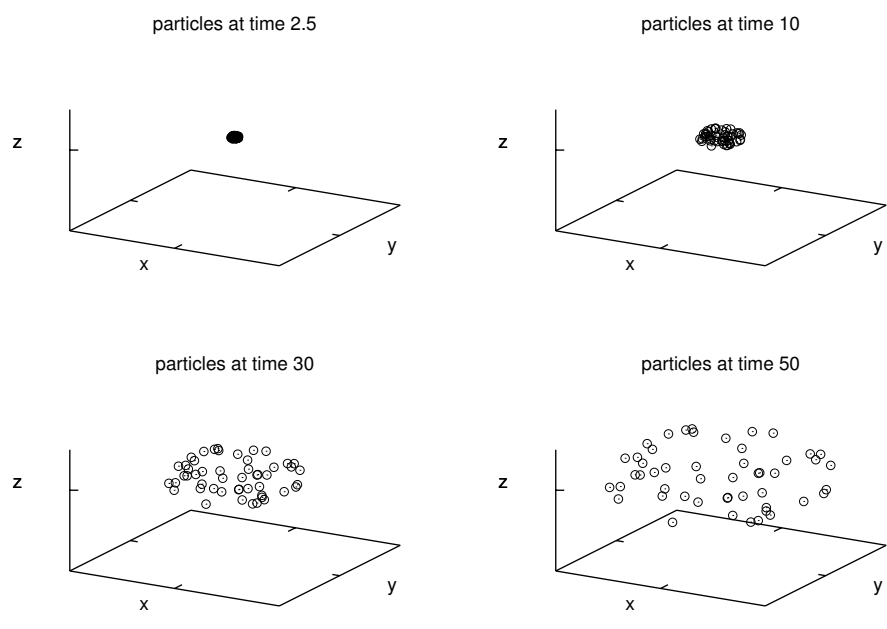 particles at time 2.5
z
x
y
particles at time 10
z
x
y
particles at time 30
z
x
y
particles at time 50
z
x
y